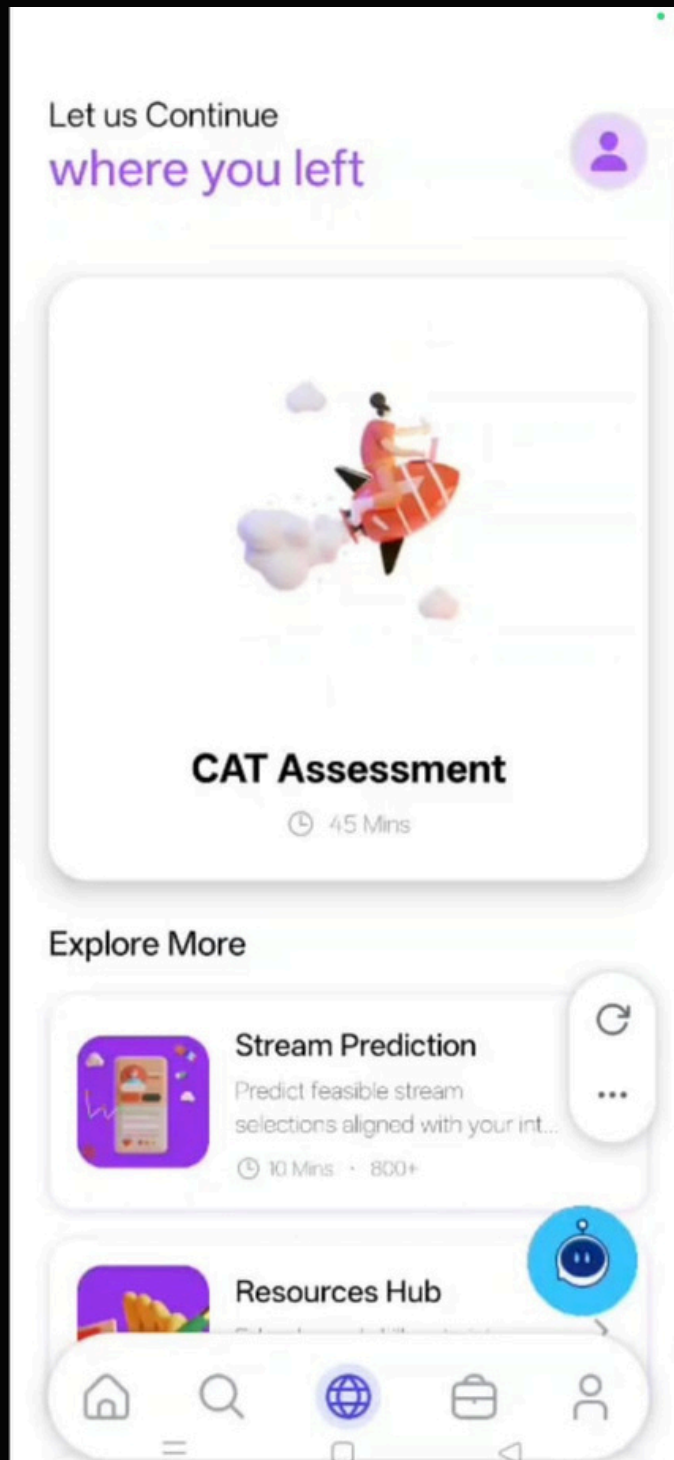 Let us Continue
where you left
CAT Assessment
45 Mins
Explore More
Stream Prediction
Predict feasible stream
selections aligned with your int...
10 Mins · 800+
Resources Hub